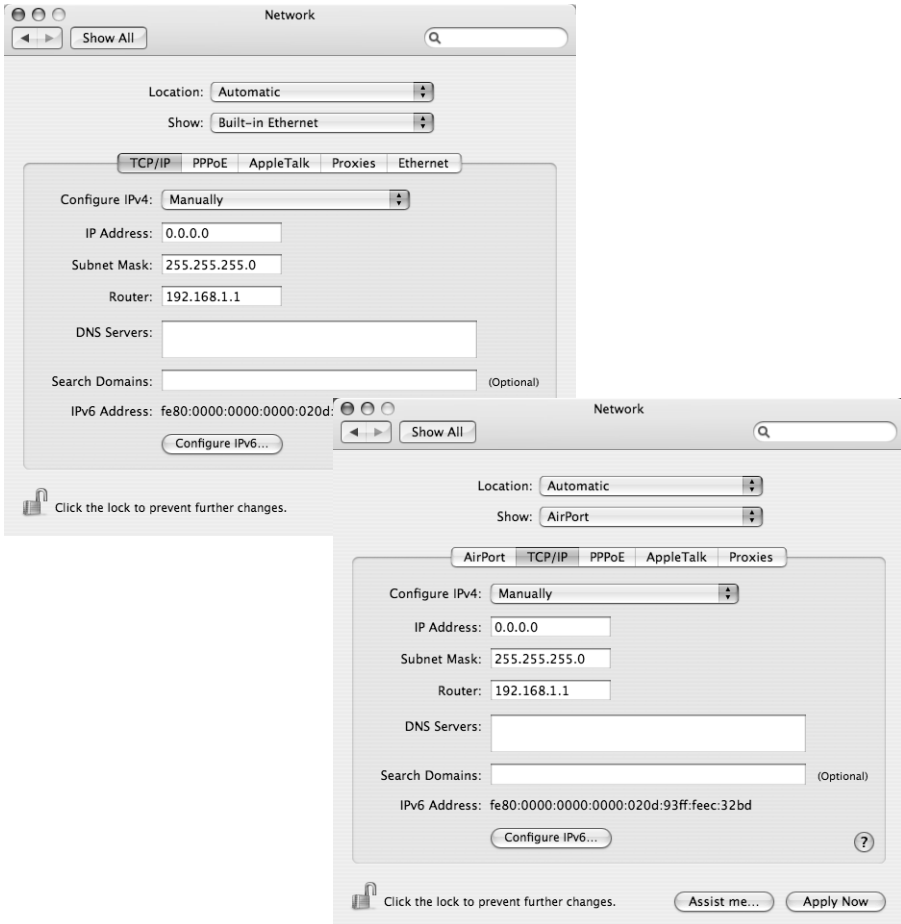 Network
Show All
Location: Automatic
Show: Built-in Ethernet
TCP/IP PPPoE AppleTalk Proxies Ethernet
Configure IPv4: Manually
IP Address: 0.0.0.0
Subnet Mask: 255.255.255.0
Router: 192.168.1.1
DNS Servers:
Search Domains: (Optional)
IPv6 Address: fe80:0000:0000:0000:020d:
Configure IPv6...
Click the lock to prevent further changes.
Network
Show All
Location: Automatic
Show: AirPort
AirPort TCP/IP PPPoE AppleTalk Proxies
Configure IPv4: Manually
IP Address: 0.0.0.0
Subnet Mask: 255.255.255.0
Router: 192.168.1.1
DNS Servers:
Search Domains: (Optional)
IPv6 Address: fe80:0000:0000:0000:020d:93ff:feec:32bd
Configure IPv6... ?
Click the lock to prevent further changes. Assist me... Apply Now